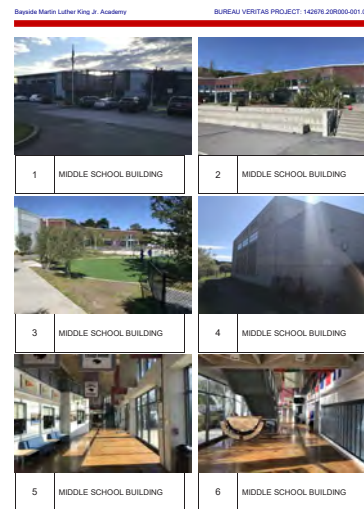 Bayside Martin Luther King Jr. Academy
BUREAU VERITAS PROJECT: 142676.20R000-001.
1 MIDDLE SCHOOL BUILDING
2 MIDDLE SCHOOL BUILDING
3 MIDDLE SCHOOL BUILDING
4 MIDDLE SCHOOL BUILDING
5 MIDDLE SCHOOL BUILDING
6 MIDDLE SCHOOL BUILDING